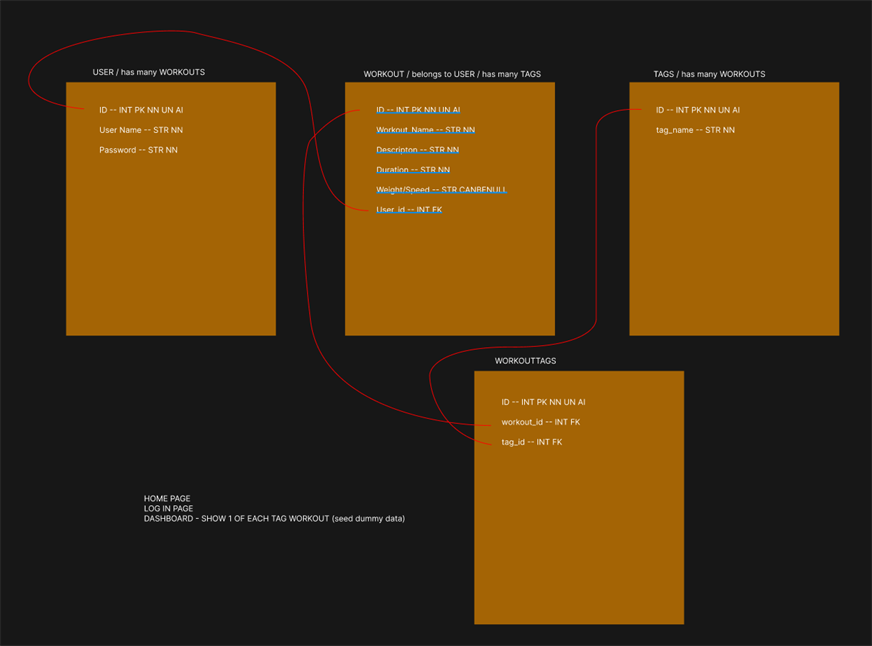 USER / has many WORKOUTS
ID -- INT PK NN UN AI
User Name -- STR NN
Password -- STR NN
WORKOUT / belongs to USER / has many TAGS
ID -- INT PK NN UN AI
Workout_Name -- STR NN
Descripton -- STR NN
Duration -- STR NN
Weight/Speed -- STR CANBENULL
User_id -- INT FK
TAGS / has many WORKOUTS
ID -- INT PK NN UN AI
tag_name -- STR NN
WORKOUTTAGS
ID -- INT PK NN UN AI
workout_id -- INT FK
tag_id -- INT FK
HOME PAGE
LOG IN PAGE
DASHBOARD - SHOW 1 OF EACH TAG WORKOUT (seed dummy data)